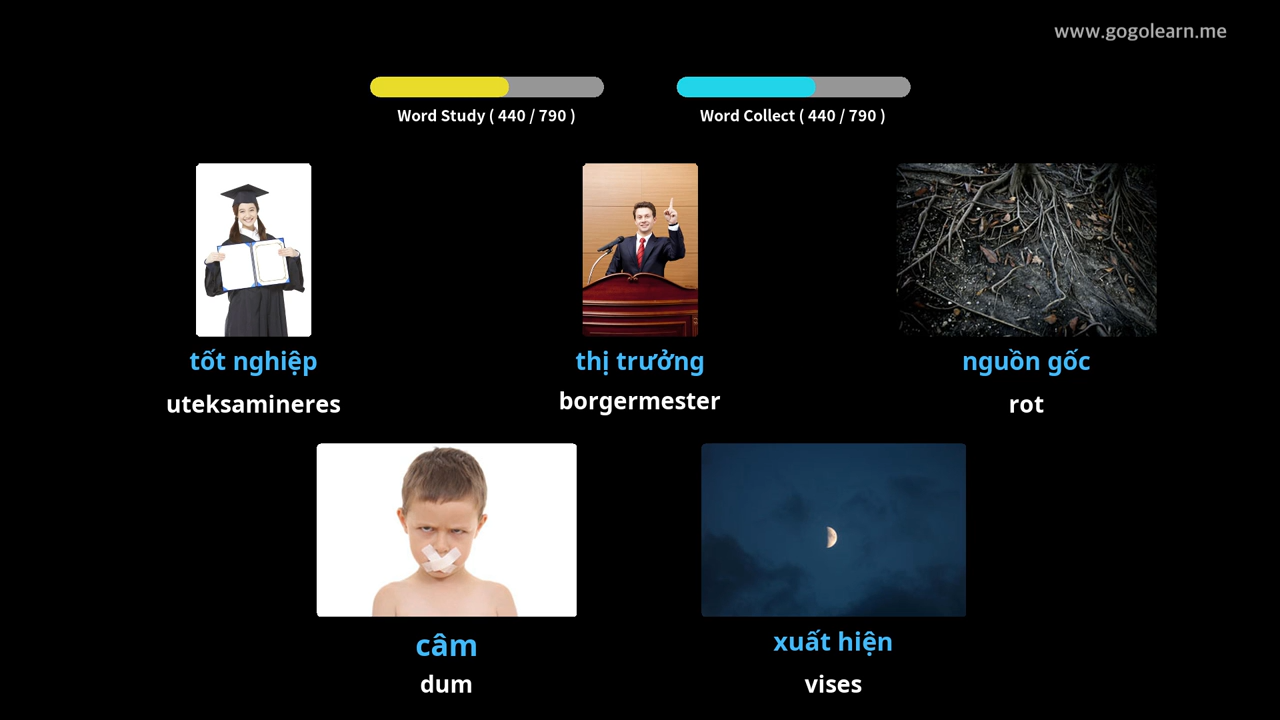 www.gogolearn.me
Word Study ( 440 / 790 )
Word Collect ( 440 / 790 )
tốt nghiệp
uteksamineres
thị trưởng
borgermester
nguồn gốc
rot
câm
dum
xuất hiện
vises